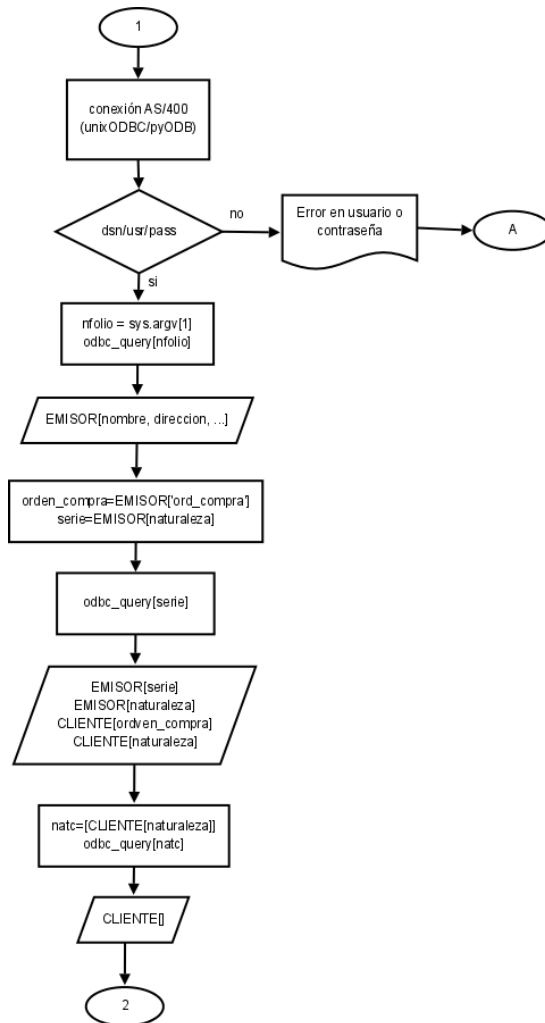 1
conexión AS/400
(unixODBC/pyODB)
dsn/usr/pass
no
Error en usuario o
contraseña
A
si
nfolio = sys.argv[1]
odbc_query[nfolio]
EMISOR[nombre, direccion, ...]
orden_compra=EMISOR['ord_compra']
serie=EMISOR[naturaleza]
odbc_query[serie]
EMISOR[serie]
EMISOR[naturaleza]
CLIENTE[ordven_compra]
CLIENTE[naturaleza]
natc=[CLIENTE[naturaleza]]
odbc_query[natc]
CLIENTE[]
2